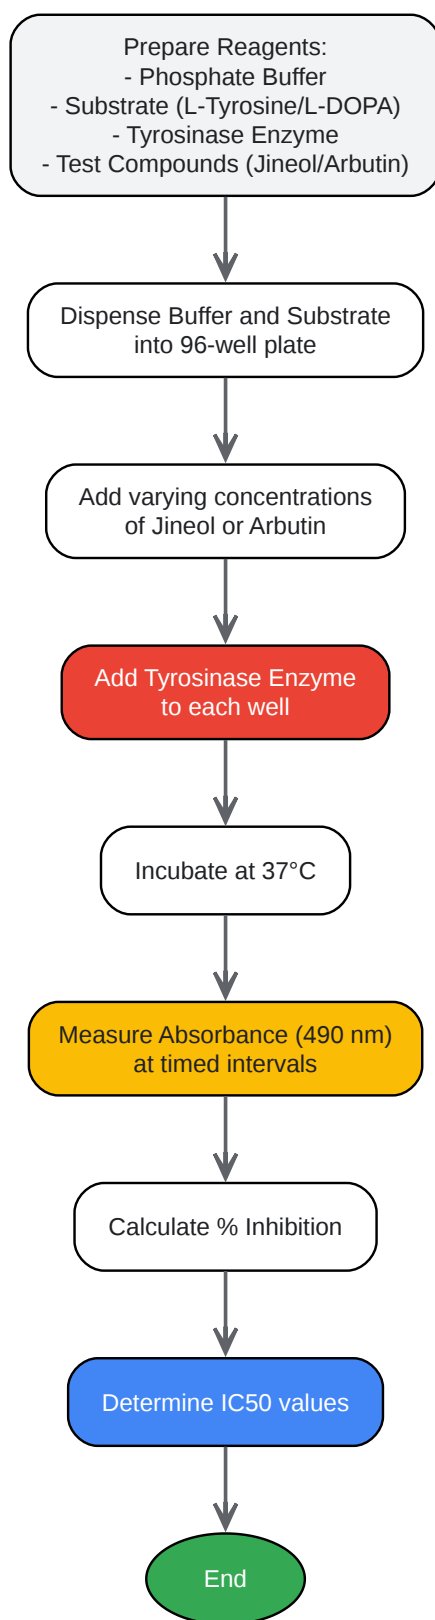 Prepare Reagents:
- Phosphate Buffer
- Substrate (L-Tyrosine/L-DOPA)
- Tyrosinase Enzyme
- Test Compounds (Jineol/Arbutin)
Dispense Buffer and Substrate
into 96-well plate
Add varying concentrations
of Jineol or Arbutin
Add Tyrosinase Enzyme
to each well
Incubate at 37°C
Measure Absorbance (490 nm)
at timed intervals
Calculate % Inhibition
Determine IC50 values
End